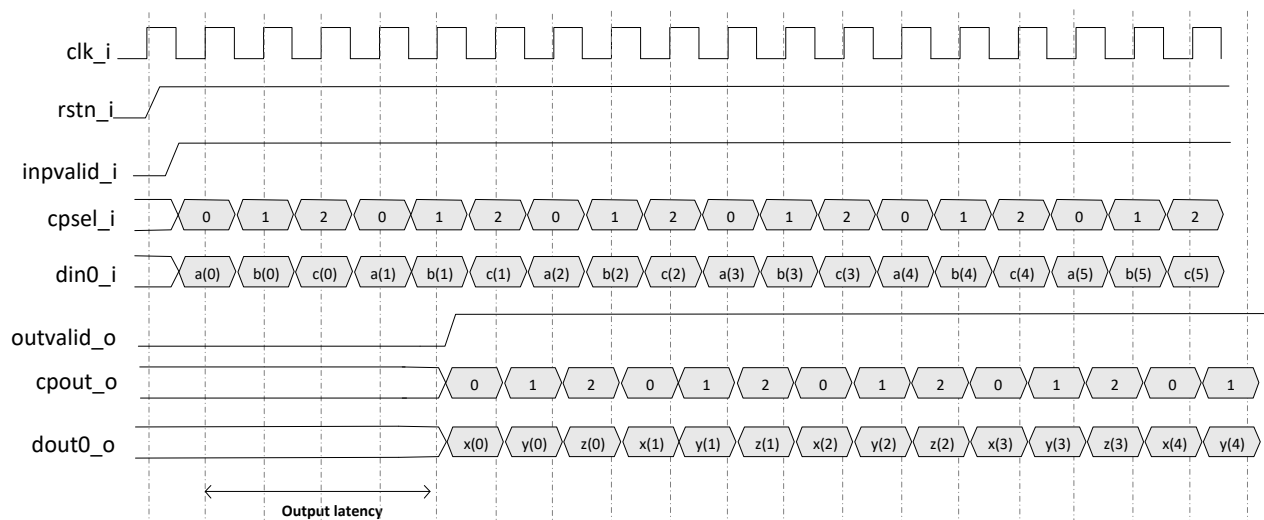 clk_i
rstn_i
inpvalid_i
cpsel_i 0 1 2 0 1 2 0 1 2 0 1 2 0 1 2 0 1 2
din0_i a(0) b(0) c(0) a(1) b(1) c(1) a(2) b(2) c(2) a(3) b(3) c(3) a(4) b(4) c(4) a(5) b(5) c(5)
outvalid_o
cpout_o 0 1 2 0 1 2 0 1 2 0 1 2 0 1
dout0_o x(0) y(0) z(0) x(1) y(1) z(1) x(2) y(2) z(2) x(3) y(3) z(3) x(4) y(4)
Output latency